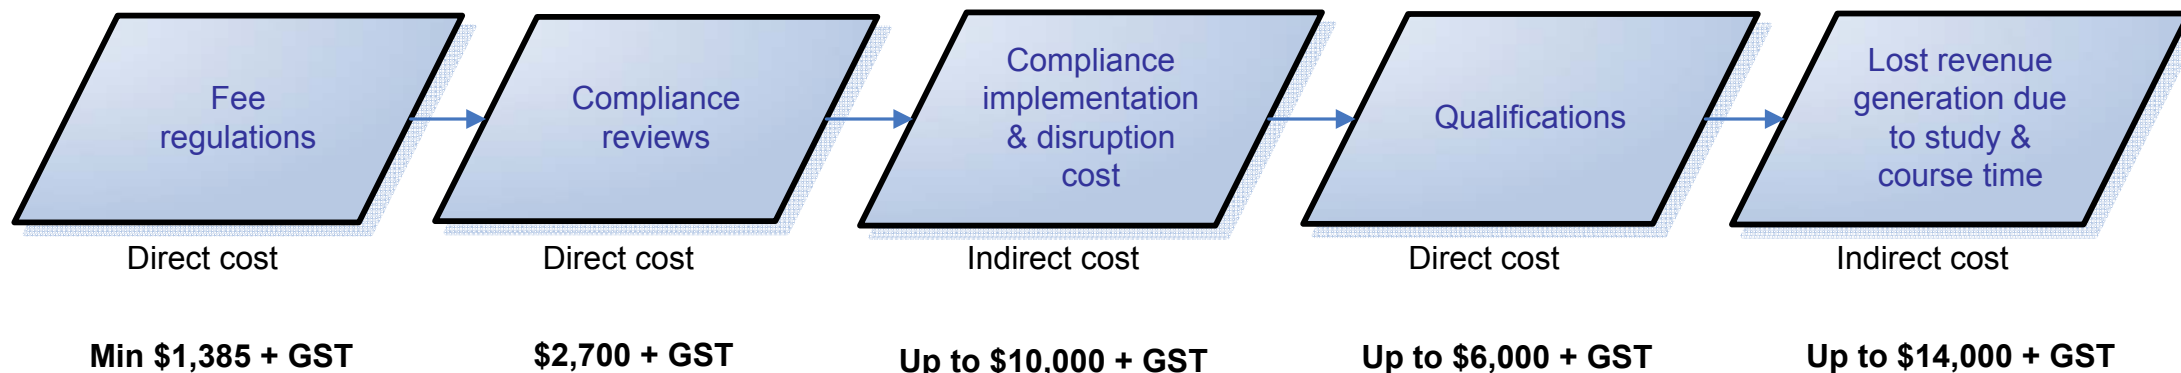 Fee
regulations
Compliance
reviews
Compliance
implementation
& disruption
cost
Qualifications
Lost revenue
generation due
to study &
course time
Direct cost
Direct cost
Indirect cost
Direct cost
Indirect cost
Min $1,385 + GST
$2,700 + GST
Up to $10,000 + GST
Up to $6,000 + GST
Up to $14,000 + GST